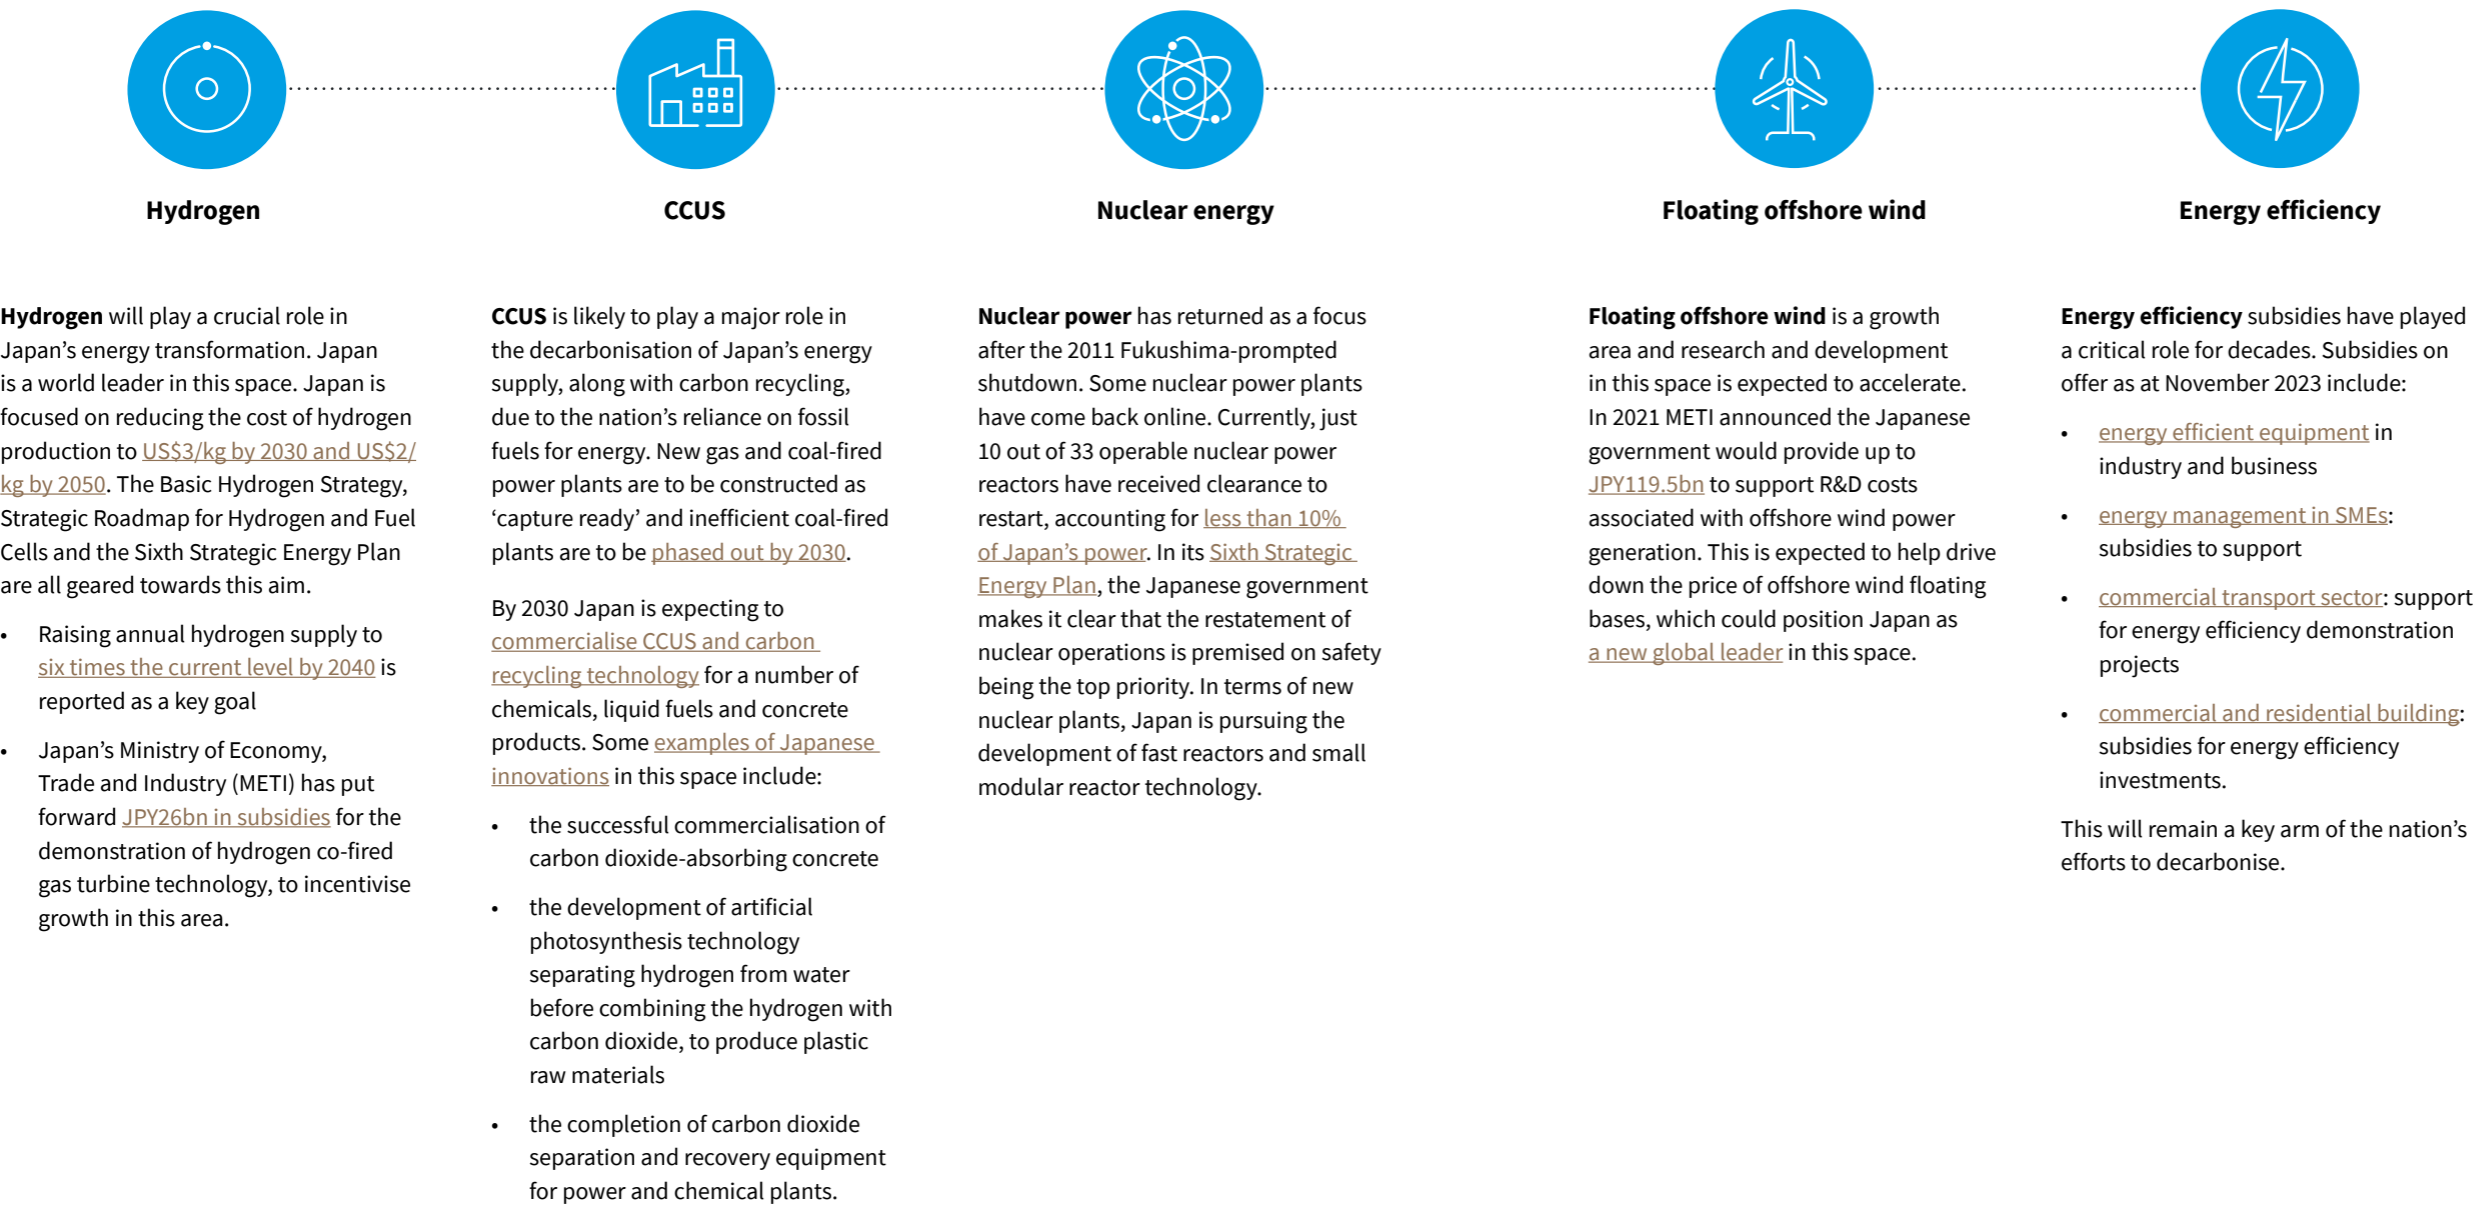 Hydrogen
CCUS
Nuclear energy
Floating offshore wind
Energy efficiency
Hydrogen will play a crucial role in
Japan’s energy transformation. Japan
is a world leader in this space. Japan is
focused on reducing the cost of hydrogen
production to US$3/kg by 2030 and US$2/
kg by 2050. The Basic Hydrogen Strategy,
Strategic Roadmap for Hydrogen and Fuel
Cells and the Sixth Strategic Energy Plan
are all geared towards this aim.
• Raising annual hydrogen supply to
six times the current level by 2040 is
reported as a key goal
• Japan’s Ministry of Economy,
Trade and Industry (METI) has put
forward JPY26bn in subsidies for the
demonstration of hydrogen co-fired
gas turbine technology, to incentivise
growth in this area.
CCUS is likely to play a major role in
the decarbonisation of Japan’s energy
supply, along with carbon recycling,
due to the nation’s reliance on fossil
fuels for energy. New gas and coal-fired
power plants are to be constructed as
‘capture ready’ and inefficient coal-fired
plants are to be phased out by 2030.
By 2030 Japan is expecting to
commercialise CCUS and carbon
recycling technology for a number of
chemicals, liquid fuels and concrete
products. Some examples of Japanese
innovations in this space include:
• the successful commercialisation of
carbon dioxide-absorbing concrete
• the development of artificial
photosynthesis technology
separating hydrogen from water
before combining the hydrogen with
carbon dioxide, to produce plastic
raw materials
• the completion of carbon dioxide
separation and recovery equipment
for power and chemical plants.
Nuclear power has returned as a focus
after the 2011 Fukushima-prompted
shutdown. Some nuclear power plants
have come back online. Currently, just
10 out of 33 operable nuclear power
reactors have received clearance to
restart, accounting for less than 10%
of Japan’s power. In its Sixth Strategic
Energy Plan, the Japanese government
makes it clear that the restatement of
nuclear operations is premised on safety
being the top priority. In terms of new
nuclear plants, Japan is pursuing the
development of fast reactors and small
modular reactor technology.
Floating offshore wind is a growth
area and research and development
in this space is expected to accelerate.
In 2021 METI announced the Japanese
government would provide up to
JPY119.5bn to support R&D costs
associated with offshore wind power
generation. This is expected to help drive
down the price of offshore wind floating
bases, which could position Japan as
a new global leader in this space.
Energy efficiency subsidies have played
a critical role for decades. Subsidies on
offer as at November 2023 include:
• energy efficient equipment in
industry and business
• energy management in SMEs:
subsidies to support
• commercial transport sector: support
for energy efficiency demonstration
projects
• commercial and residential building:
subsidies for energy efficiency
investments.
This will remain a key arm of the nation’s
efforts to decarbonise.